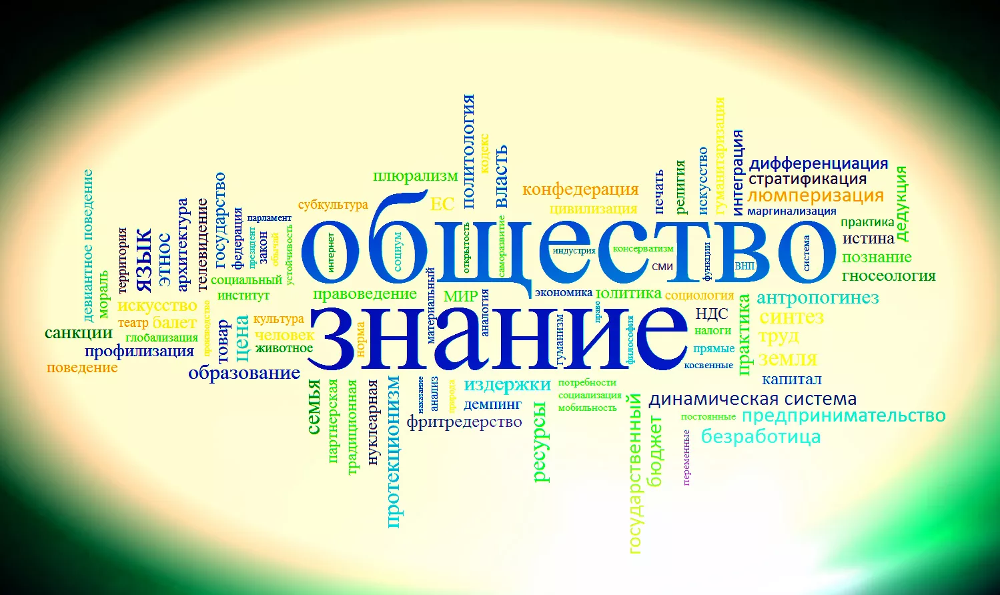 девиантное поведение
мораль
санкции
поведение
территория
искусство
театр
балет
глобализация
профилизация
язык
этнос
архитектура
телевидение
производство
государство
федерация
президент
закон
обычай
парламент
устойчивость
социальный
институт
товар
цена
культура
человек
животное
образование
субкультура
плюрализм
ЕС
политология
кодекс
власть
конфедерация
цивилизация
печать
религия
искусство
гуманитаризация
интеграция
дифференциация
стратификация
люмперизация
маргинализация
дедукция
практика
истина
познание
гносеология
общество
интернет
социум
открытость
саморазвитие
индустрия
консерватизм
СМИ
функции
ВНП
система
правоведение
материальный
МИР
аналогия
экономика
юлитика
социология
знание
норма
гуманизм
право
философия
НДС
налоги
прямые
косвенные
практика
антропогинез
синтез
труд
земля
капитал
семья
партнерская
традиционная
нуклеарная
протекционизм
наказание
анализ
природа
издержки
демпинг
фритредерство
ресурсы
потребности
социализация
мобильность
государственный
бюджет
динамическая система
постоянные
переменные
предпринимательство
безработица